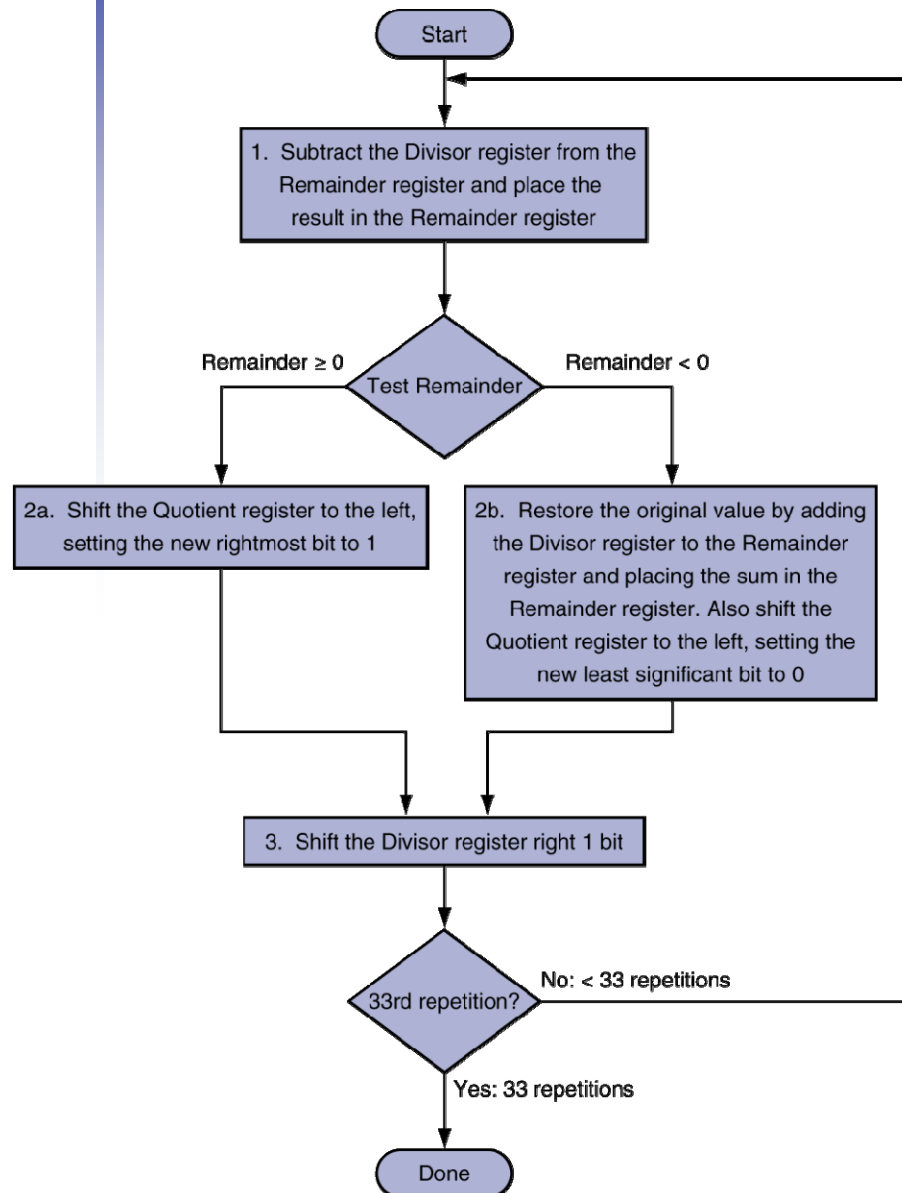 Start
1. Subtract the Divisor register from the
Remainder register and place the
result in the Remainder register
Remainder ≥ 0
Test Remainder
Remainder < 0
2a. Shift the Quotient register to the left,
setting the new rightmost bit to 1
2b. Restore the original value by adding
the Divisor register to the Remainder
register and placing the sum in the
Remainder register. Also shift the
Quotient register to the left, setting the
new least significant bit to 0
3. Shift the Divisor register right 1 bit
33rd repetition?
No: < 33 repetitions
Yes: 33 repetitions
Done